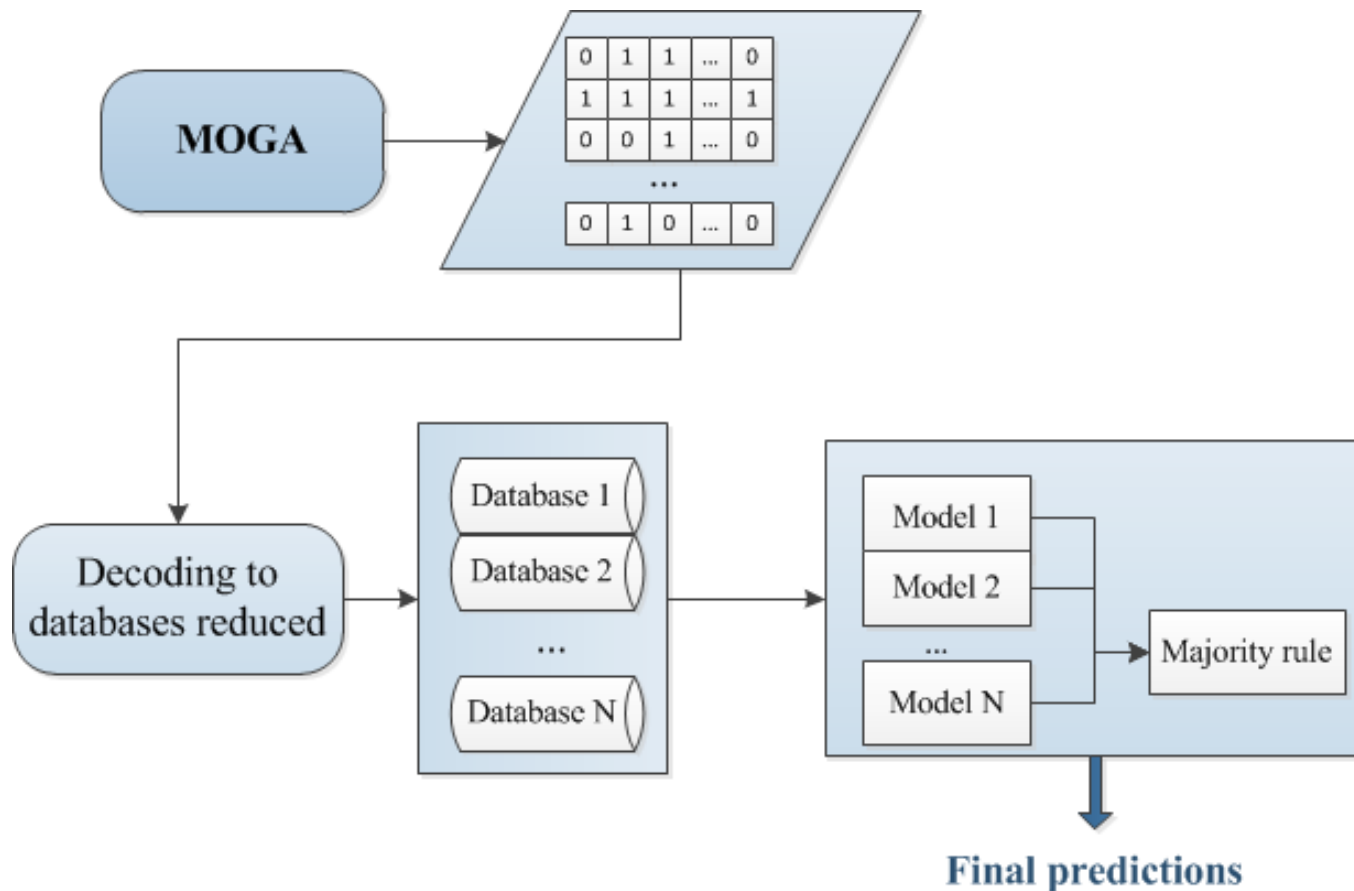 MOGA
0 1 1 ... 0
1 1 1 ... 1
0 0 1 ... 0
...
0 1 0 ... 0
Decoding to
databases reduced
Database 1
Database 2
...
Database N
Model 1
Model 2
...
Model N
Majority rule
Final predictions